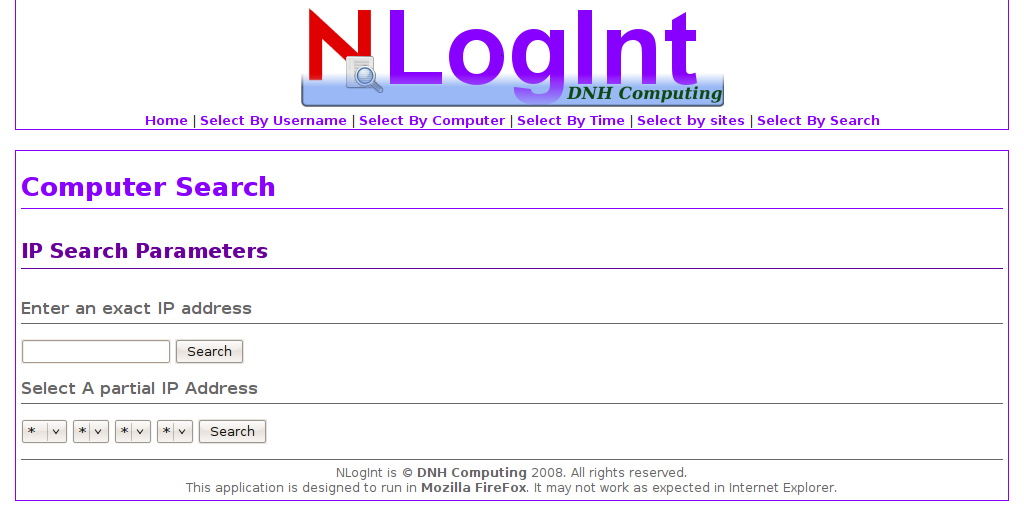 NLogInt
DNH Computing
Home | Select By Username | Select By Computer | Select By Time | Select by sites | Select By Search
Computer Search
IP Search Parameters
Enter an exact IP address
Search
Select A partial IP Address
* * * * Search
NLogInt is © DNH Computing 2008. All rights reserved.
This application is designed to run in Mozilla FireFox. It may not work as expected in Internet Explorer.